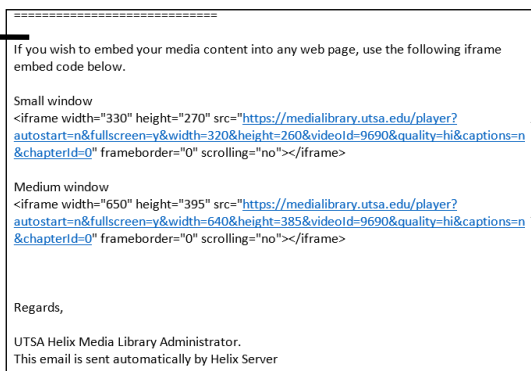 =============================
If you wish to embed your media content into any web page, use the following iframe
embed code below.
Small window
<iframe width="330" height="270" src="https://medialibrary.utsa.edu/player?
autostart=n&fullscreen=y&width=320&height=260&videoId=9690&quality=hi&captions=n
&chapterId=0" frameborder="0" scrolling="no"></iframe>
Medium window
<iframe width="650" height="395" src="https://medialibrary.utsa.edu/player?
autostart=n&fullscreen=y&width=640&height=385&videoId=9690&quality=hi&captions=n
&chapterId=0" frameborder="0" scrolling="no"></iframe>
Regards,
UTSA Helix Media Library Administrator.
This email is sent automatically by Helix Server